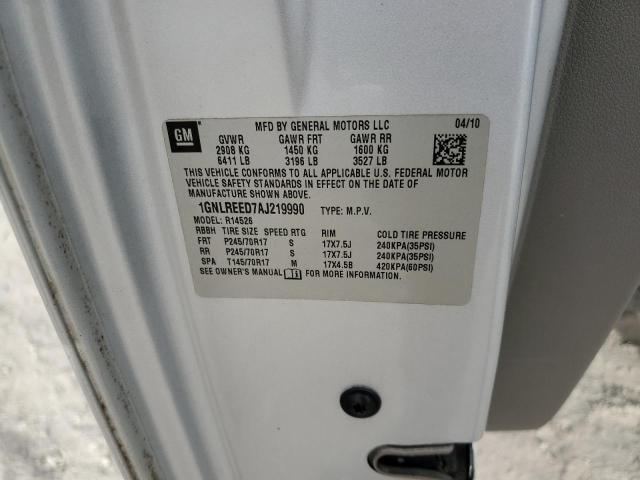 GM
MFD BY GENERAL MOTORS LLC 04/10
GVWR GAWR FRT GAWR RR
2908 KG 1450 KG 1600 KG
6411 LB 3196 LB 3527 LB
THIS VEHICLE CONFORMS TO ALL APPLICABLE U.S. FEDERAL MOTOR
VEHICLE SAFETY STANDARDS IN EFFECT ON THE DATE OF
MANUFACTURE SHOWN ABOVE.
1GNLREED7AJ219990 TYPE: M.P.V.
MODEL: R14526
RBBH TIRE SIZE SPEED RTG RIM COLD TIRE PRESSURE
FRT P245/70R17 S 17X7.5J 240KPA(35PSI)
RR P245/70R17 S 17X7.5J 240KPA(35PSI)
SPA T145/70R17 M 17X4.5B 420KPA(60PSI)
SEE OWNER'S MANUAL FOR MORE INFORMATION.